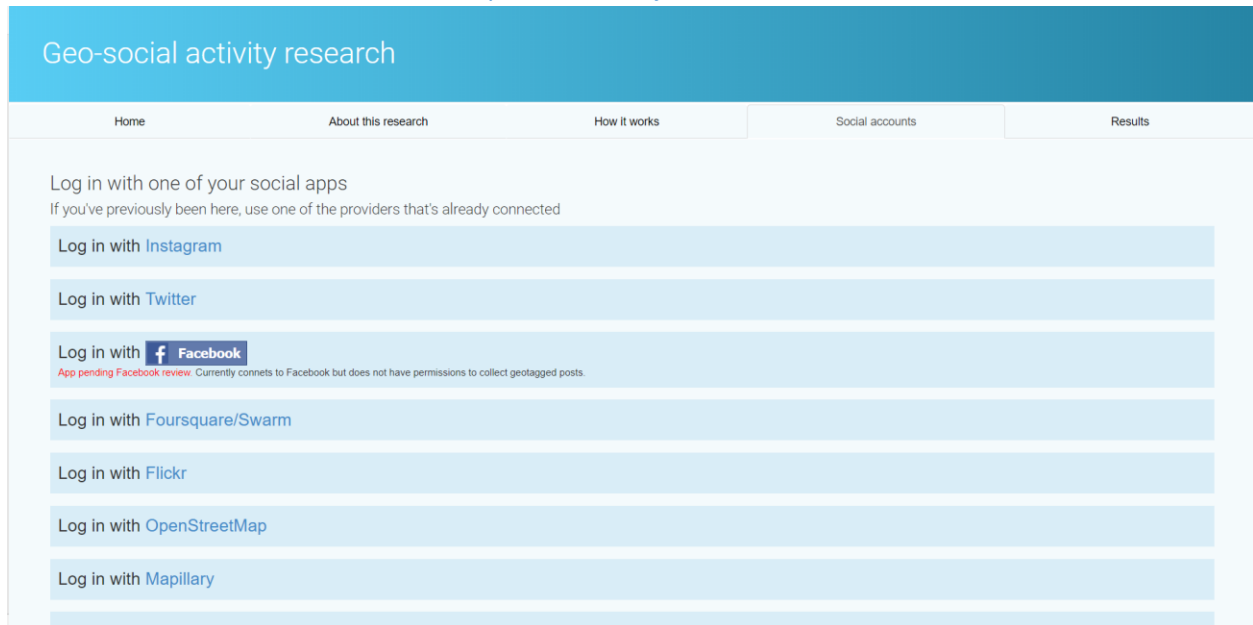 Geo-social activity research
Home About this research How it works Social accounts Results
Log in with one of your social apps
If you've previously been here, use one of the providers that's already connected
Log in with Instagram
Log in with Twitter
Log in with f Facebook
App pending Facebook review. Currently connets to Facebook but does not have permissions to collect geotagged posts.
Log in with Foursquare/Swarm
Log in with Flickr
Log in with OpenStreetMap
Log in with Mapillary